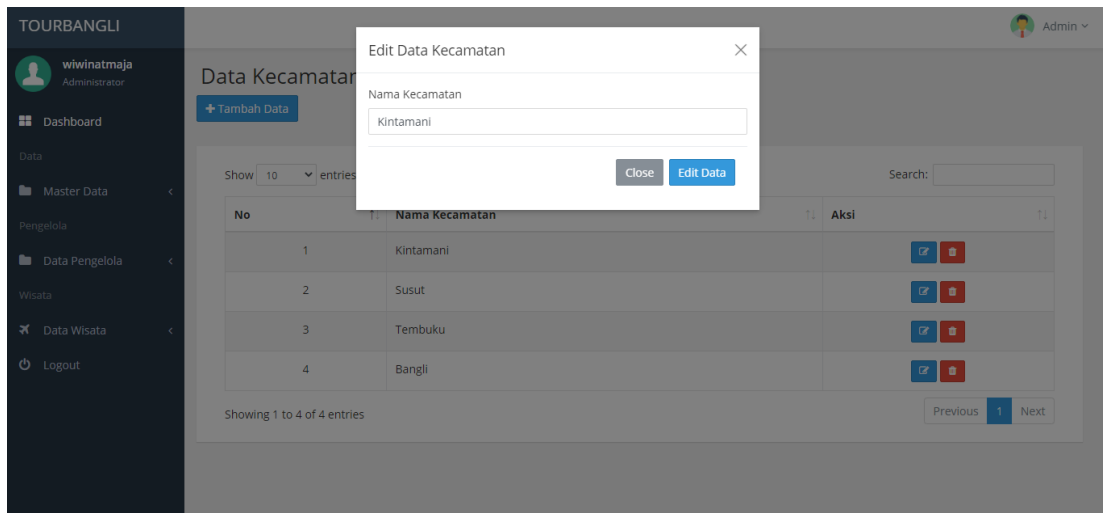 TOURBANGLI
Admin
wiwinatmaja
Administrator
Dashboard
Data
Master Data
Pengelola
Data Pengelola
Wisata
Data Wisata
Logout
Edit Data Kecamatan
Nama Kecamatan
Kintamani
Close Edit Data
Data Kecamatan
Tambah Data
Show 10 entries
Search:
No Nama Kecamatan Aksi
1 Kintamani
2 Susut
3 Tembuku
4 Bangli
Showing 1 to 4 of 4 entries
Previous 1 Next